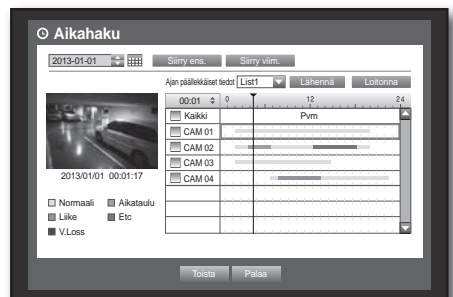 Aikahaku
2013-01-01 Siirry ens. Siirry viim.
Ajan päällekkäiset tiedot List1 Lähennä Loitonna
00:01 0 12 24
Kaikki Pvm
CAM 01
CAM 02
CAM 03
CAM 04
2013/01/01 00:01:17
Normaali Aikataulu
Liike Etc
V.Loss
Toista Palaa